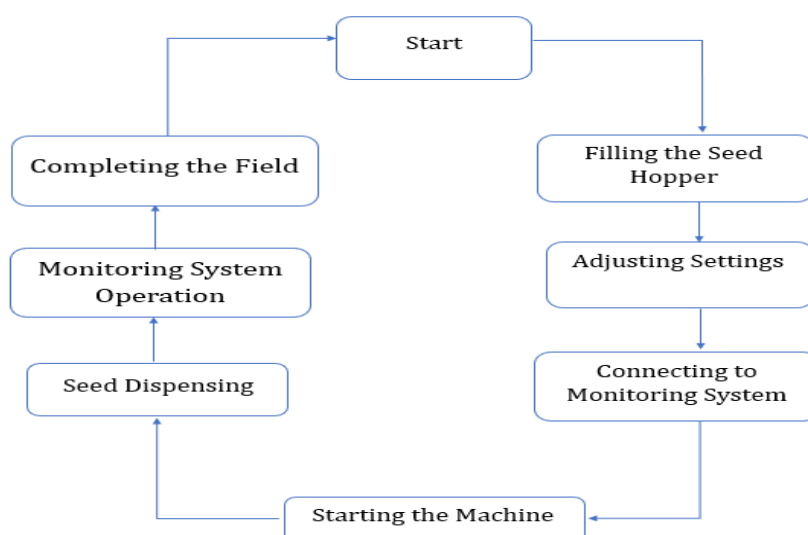 Start
Filling the Seed
Hopper
Adjusting Settings
Connecting to
Monitoring System
Starting the Machine
Seed Dispensing
Monitoring System
Operation
Completing the Field